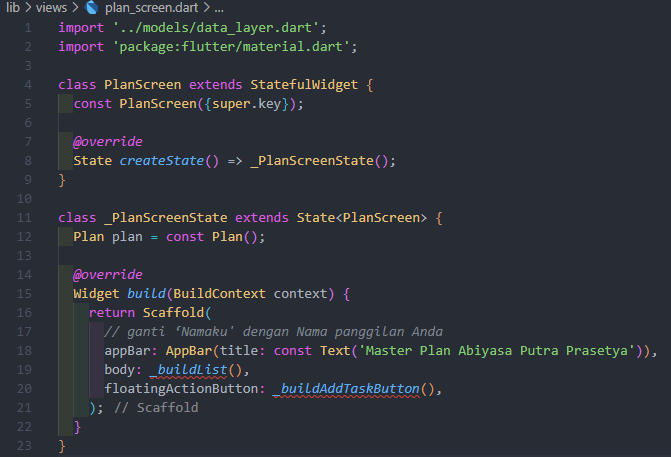 lib > views > plan_screen.dart > ...
1 import '../models/data_layer.dart';
2 import 'package:flutter/material.dart';
3
4 class PlanScreen extends StatefulWidget {
5   const PlanScreen({super.key});
6
7   @override
8   State createState() => _PlanScreenState();
9 }
10
11 class _PlanScreenState extends State<PlanScreen> {
12   Plan plan = const Plan();
13
14   @override
15   Widget build(BuildContext context) {
16     return Scaffold(
17       // ganti ‘Namaku' dengan Nama panggilan Anda
18       appBar: AppBar(title: const Text('Master Plan Abiyasa Putra Prasetya')),
19       body: _buildList(),
20       floatingActionButton: _buildAddTaskButton(),
21     ); // Scaffold
22   }
23 }